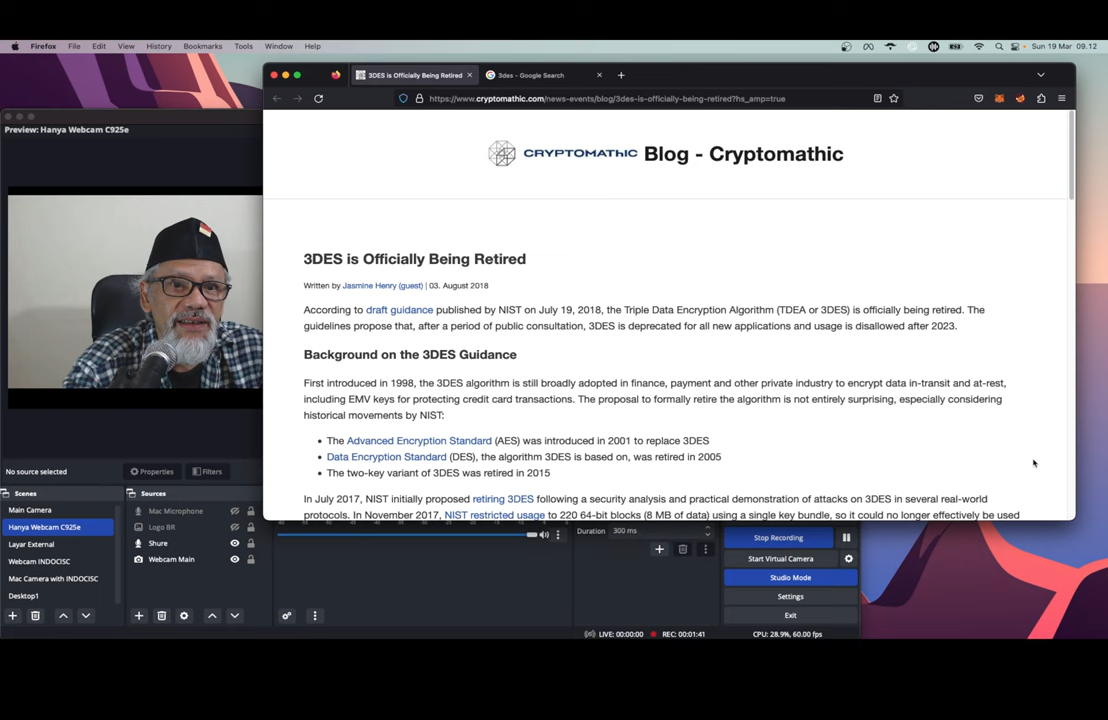 Firefox File Edit View History Bookmarks Tools Window Help
Sun 19 Mar 09.12
3DES is Officially Being Retired
3des - Google Search
https://www.cryptomathic.com/news-events/blog/3des-is-officially-being-retired?hs_amp=true
Preview: Hanya Webcam C925e
CRYPTOMATHIC Blog - Cryptomathic
3DES is Officially Being Retired
Written by Jasmine Henry (guest) | 03. August 2018
According to draft guidance published by NIST on July 19, 2018, the Triple Data Encryption Algorithm (TDEA or 3DES) is officially being retired. The
guidelines propose that, after a period of public consultation, 3DES is deprecated for all new applications and usage is disallowed after 2023.
Background on the 3DES Guidance
First introduced in 1998, the 3DES algorithm is still broadly adopted in finance, payment and other private industry to encrypt data in-transit and at-rest,
including EMV keys for protecting credit card transactions. The proposal to formally retire the algorithm is not entirely surprising, especially considering
historical movements by NIST:
• The Advanced Encryption Standard (AES) was introduced in 2001 to replace 3DES
• Data Encryption Standard (DES), the algorithm 3DES is based on, was retired in 2005
• The two-key variant of 3DES was retired in 2015
In July 2017, NIST initially proposed retiring 3DES following a security analysis and practical demonstration of attacks on 3DES in several real-world
protocols. In November 2017, NIST restricted usage to 220 64-bit blocks (8 MB of data) using a single key bundle, so it could no longer effectively be used
No source selected
Properties
Filters
Scenes
Main Camera
Hanya Webcam C925e
Layar External
Webcam INDOCISC
Mac Camera with INDOCISC
Desktop1
Sources
Mac Microphone
Logo BR
Share
Webcam Main
Duration 300 ms
Stop Recording
Start Virtual Camera
Studio Mode
Settings
Exit
LIVE: 00:00:00
REC: 00:01:41
CPU: 28.9%, 60.00 fps